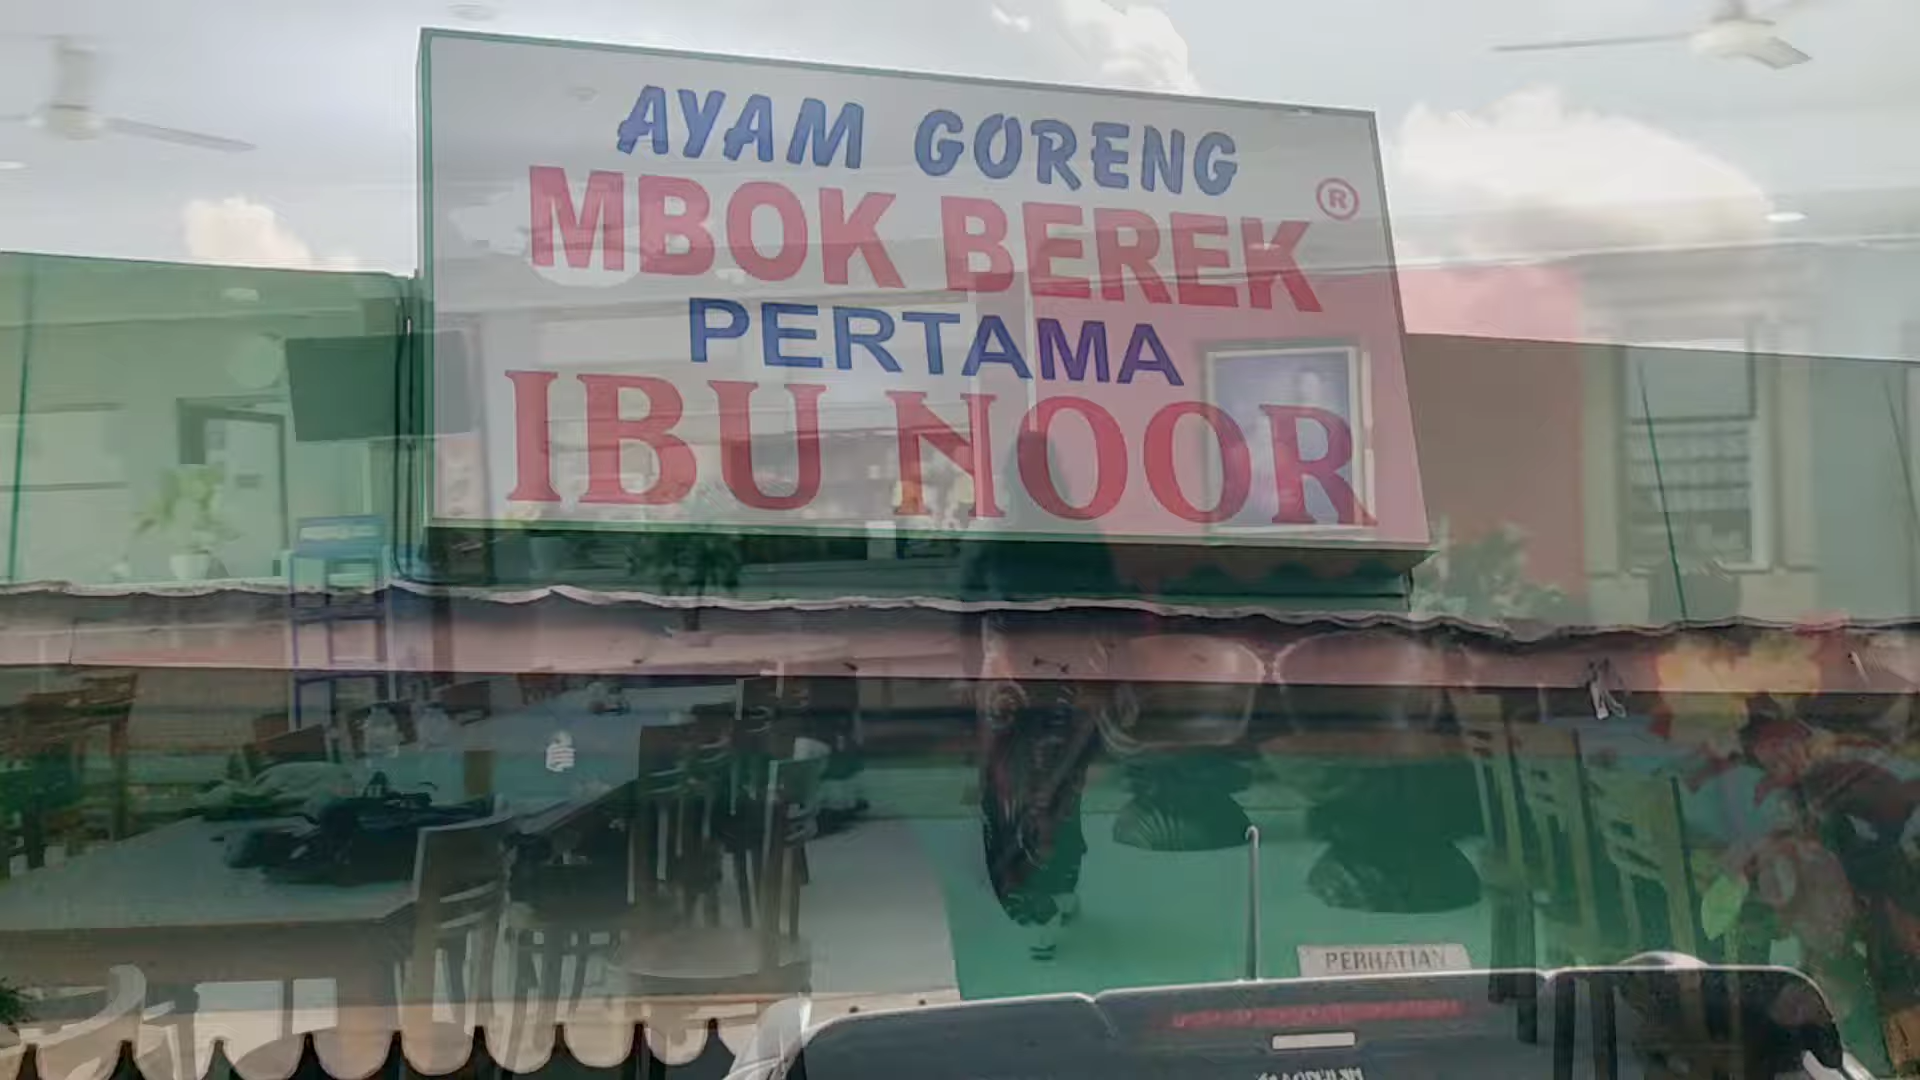 AYAM GORENG
MBOK BEREK ®
PERTAMA
IBU NOOR
PERHATIAN